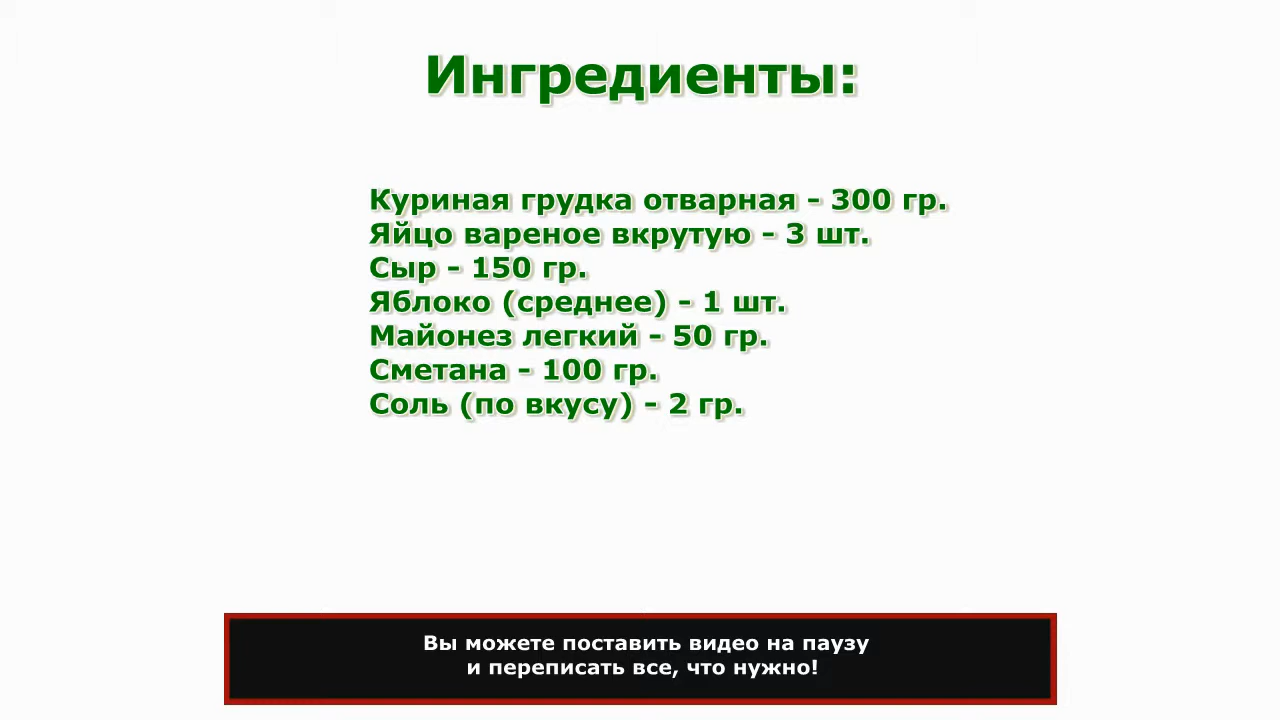 Ингредиенты:
Куриная грудка отварная - 300 гр.
Яйцо вареное вкрутую - 3 шт.
Сыр - 150 гр.
Яблоко (среднее) - 1 шт.
Майонез легкий - 50 гр.
Сметана - 100 гр.
Соль (по вкусу) - 2 гр.
Вы можете поставить видео на паузу
и переписать все, что нужно!